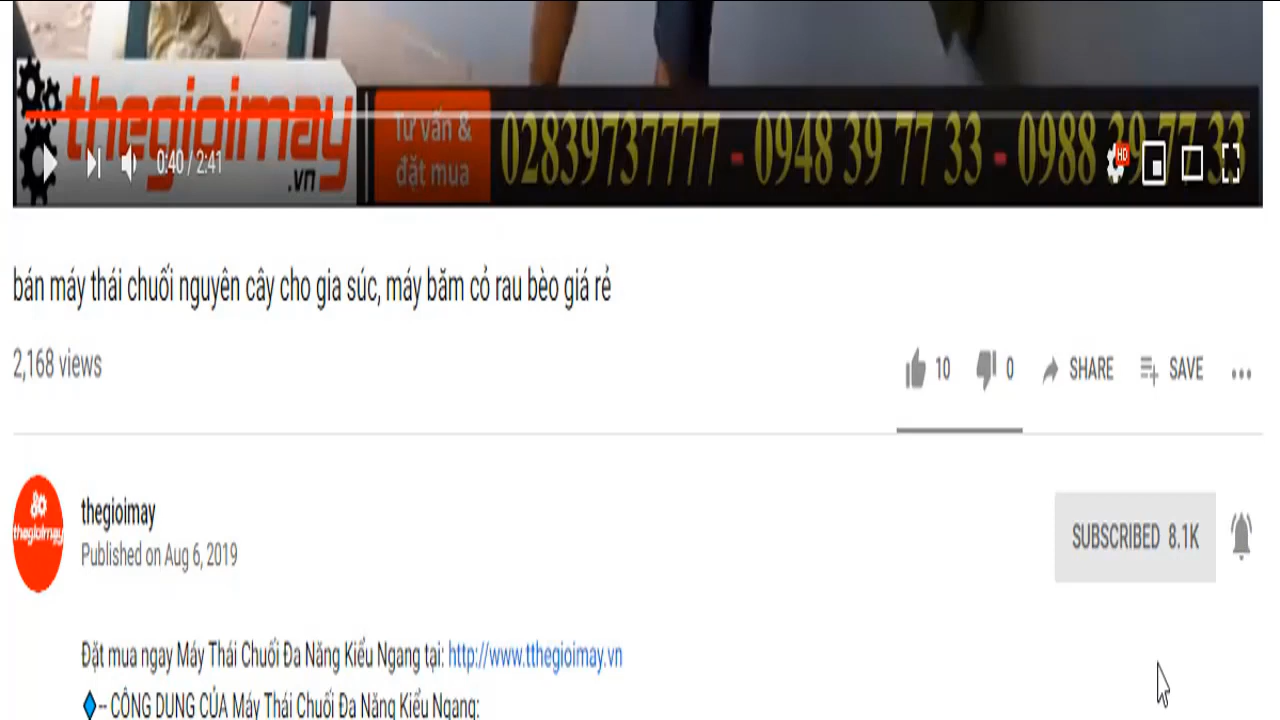 thegioimay
.vn
Tư vấn &
đặt mua
02839737777 - 0948 39 77 33 - 0988 39 77 33
HD
0:40 / 2:41
bán máy thái chuối nguyên cây cho gia súc, máy băm cỏ rau bèo giá rẻ
2,168 views
10
0
SHARE
SAVE
thegioimay
thegioimay
Published on Aug 6, 2019
SUBSCRIBED 8.1K
Đặt mua ngay Máy Thái Chuối Đa Năng Kiểu Ngang tại: http://www.tthegioimay.vn
-- CÔNG DỤNG CỦA Máy Thái Chuối Đa Năng Kiểu Ngang: